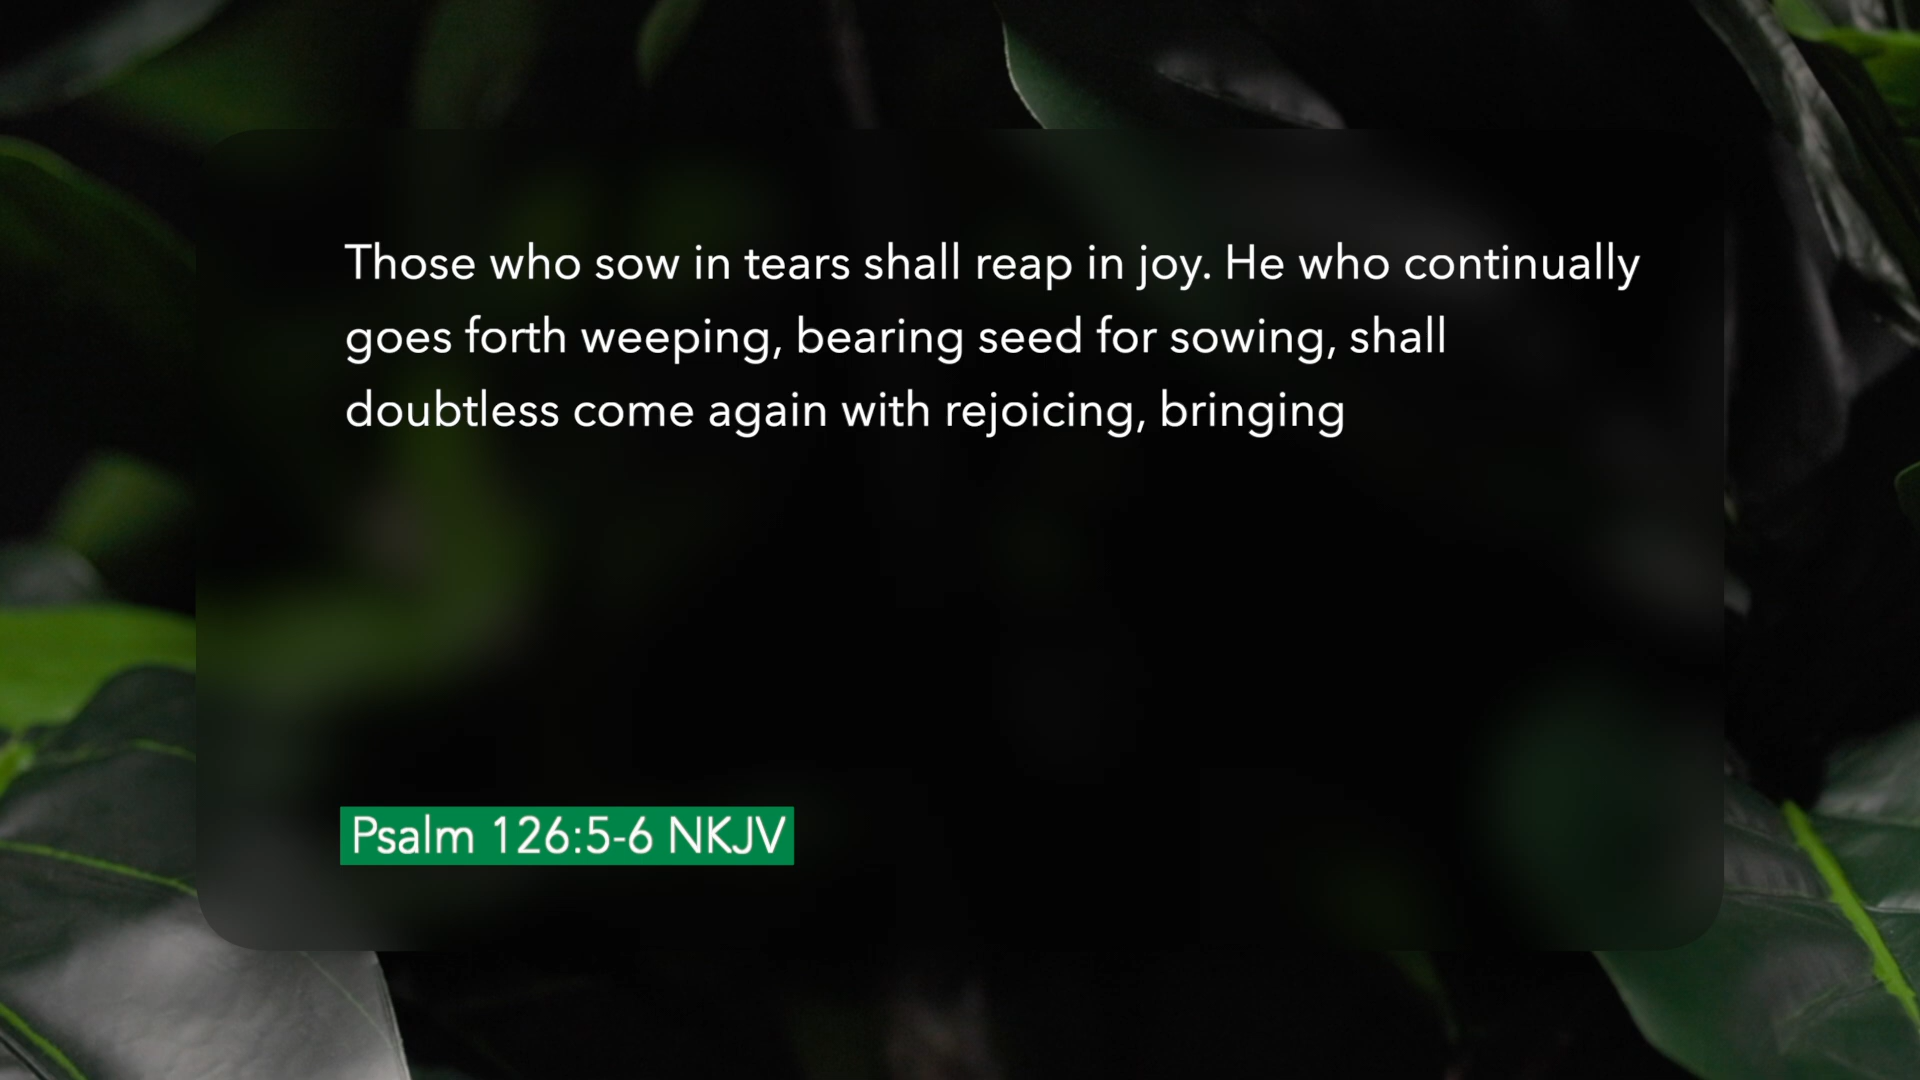 Those who sow in tears shall reap in joy. He who continually
goes forth weeping, bearing seed for sowing, shall
doubtless come again with rejoicing, bringing
Psalm 126:5-6 NKJV